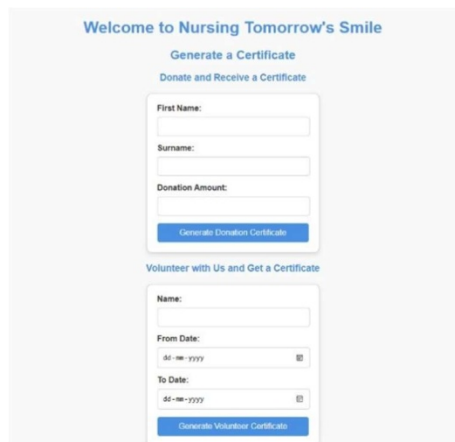 Welcome to Nursing Tomorrow's Smile
Generate a Certificate
Donate and Receive a Certificate
First Name:
Surname:
Donation Amount:
Generate Donation Certificate
Volunteer with Us and Get a Certificate
Name:
From Date:
dd-mm-yyyy
To Date:
dd-mm-yyyy
Generate Volunteer Certificate